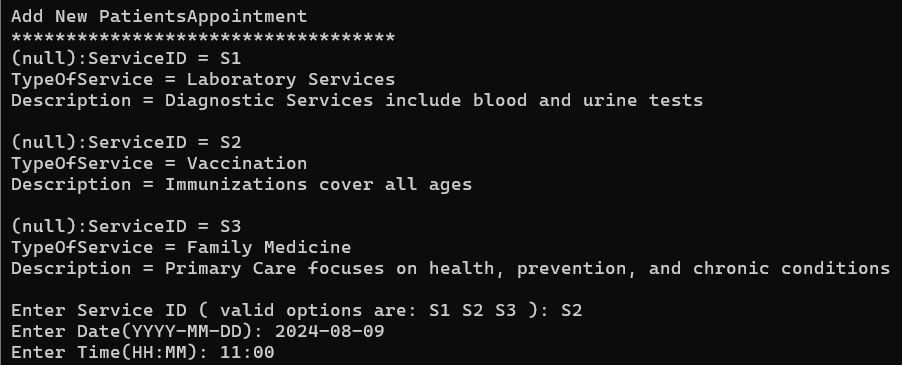 Add New PatientsAppointment
***********************************
(null):ServiceID = S1
TypeOfService = Laboratory Services
Description = Diagnostic Services include blood and urine tests
(null):ServiceID = S2
TypeOfService = Vaccination
Description = Immunizations cover all ages
(null):ServiceID = S3
TypeOfService = Family Medicine
Description = Primary Care focuses on health, prevention, and chronic conditions
Enter Service ID ( valid options are: S1 S2 S3 ): S2
Enter Date(YYYY-MM-DD): 2024-08-09
Enter Time(HH:MM): 11:00